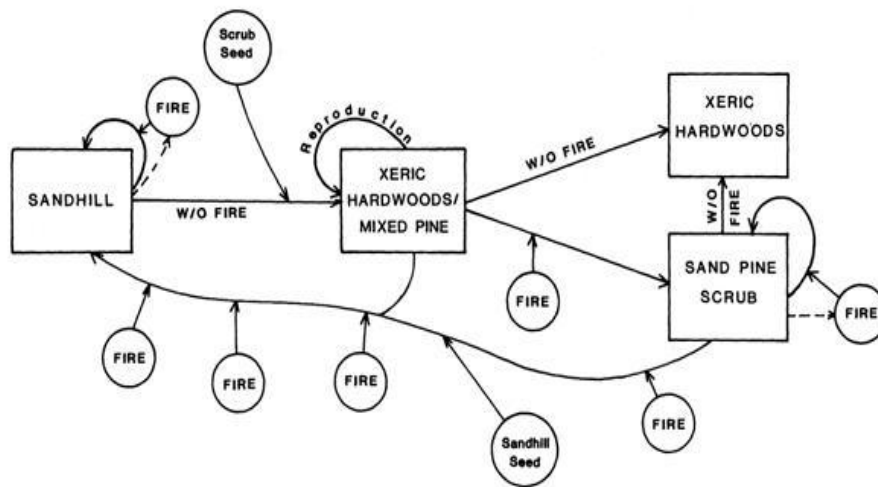 Scrub
Seed
FIRE
SANDHILL
W/O FIRE
Reproduction
XERIC
HARDWOODS/
MIXED PINE
W/O FIRE
XERIC
HARDWOODS
W/O
FIRE
SAND PINE
SCRUB
FIRE
FIRE
FIRE
FIRE
FIRE
FIRE
Sandhill
Seed